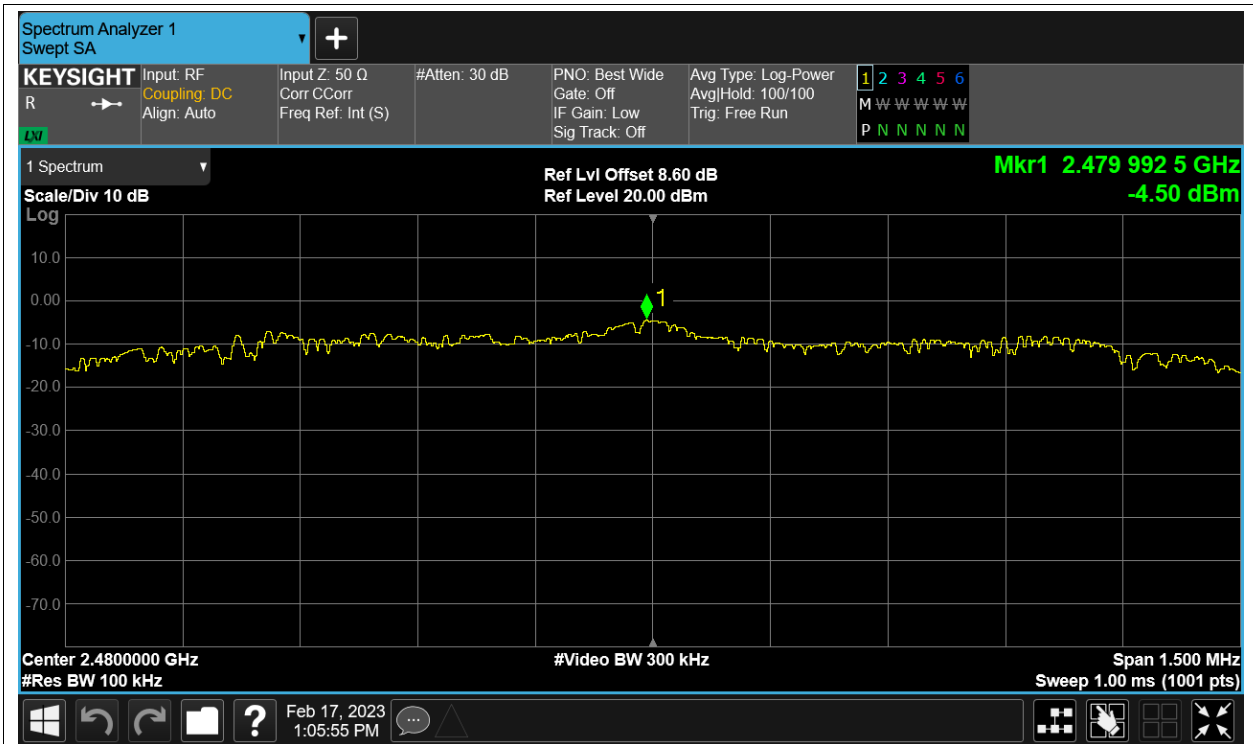 Spectrum Analyzer 1
Swept SA
KEYSIGHT
R
LXI
Input: RF
Coupling: DC
Align: Auto
Input Z: 50 Ω
Corr CCorr
Freq Ref: Int (S)
#Atten: 30 dB
PNO: Best Wide
Gate: Off
IF Gain: Low
Sig Track: Off
Avg Type: Log-Power
Avg|Hold: 100/100
Trig: Free Run
1 2 3 4 5 6
M W W W W W
P N N N N N
1 Spectrum
Scale/Div 10 dB
Ref Lvl Offset 8.60 dB
Ref Level 20.00 dBm
Mkr1 2.479 992 5 GHz
-4.50 dBm
Log
10.0
0.00
1
-10.0
-20.0
-30.0
-40.0
-50.0
-60.0
-70.0
Center 2.4800000 GHz
#Video BW 300 kHz
Span 1.500 MHz
#Res BW 100 kHz
Sweep 1.00 ms (1001 pts)
?
Feb 17, 2023
1:05:55 PM